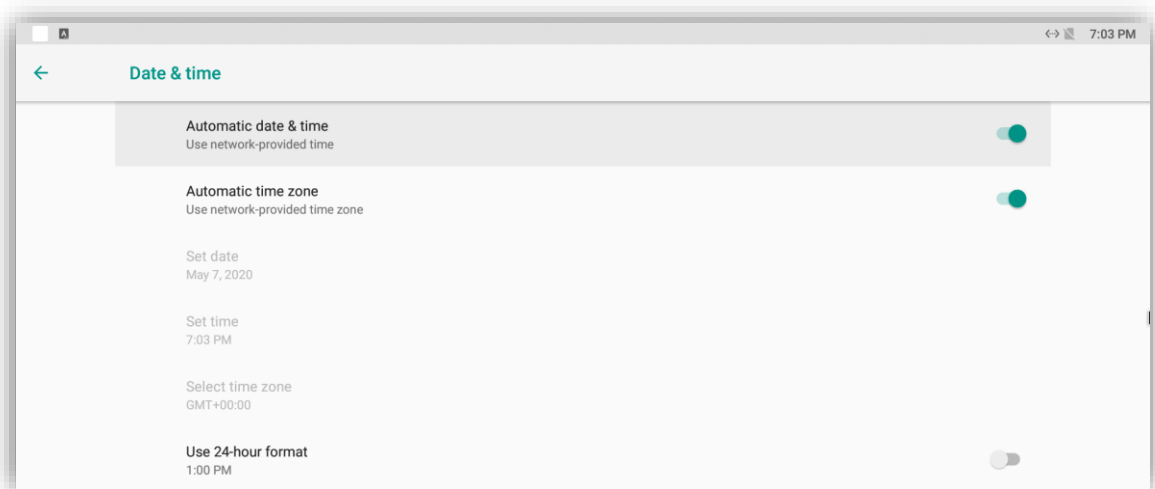 A
7:03 PM
Date & time
Automatic date & time
Use network-provided time
Automatic time zone
Use network-provided time zone
Set date
May 7, 2020
Set time
7:03 PM
Select time zone
GMT+00:00
Use 24-hour format
1:00 PM